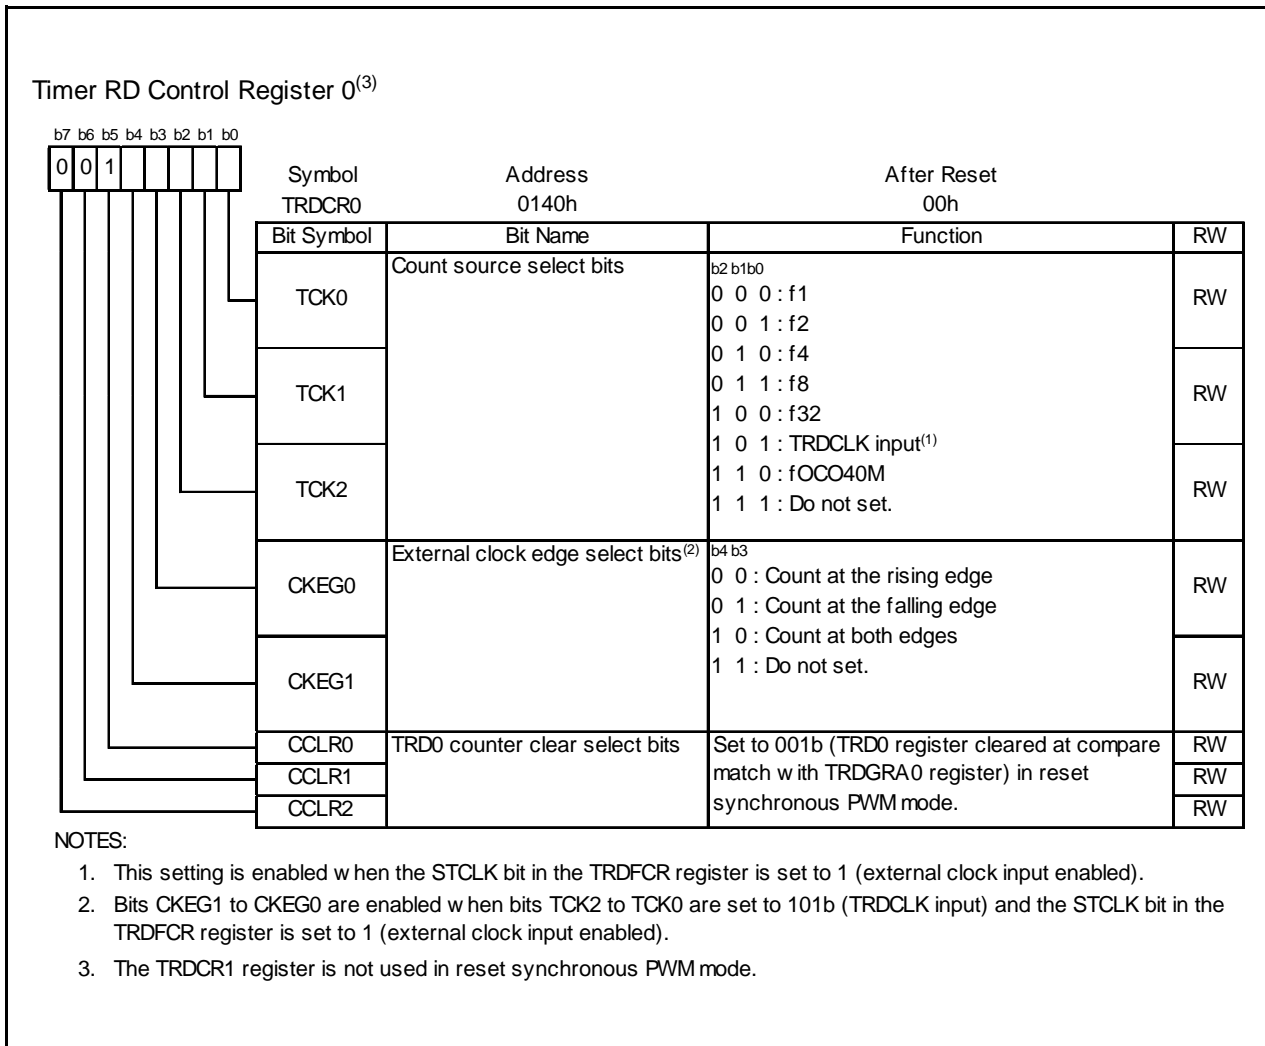 Timer RD Control Register 0(3)
b7 b6 b5 b4 b3 b2 b1 b0
0 0 1
Symbol Address After Reset
TRDCR0 0140h 00h
Bit Symbol Bit Name Function RW
TCK0 Count source select bits b2 b1 b0 RW
0 0 0 : f1
0 0 1 : f2
0 1 0 : f4
TCK1 0 1 1 : f8 RW
1 0 0 : f32
1 0 1 : TRDCLK input(1)
TCK2 1 1 0 : fOCO40M RW
1 1 1 : Do not set.
CKEG0 External clock edge select bits(2) b4 b3 RW
0 0 : Count at the rising edge
0 1 : Count at the falling edge
1 0 : Count at both edges
CKEG1 1 1 : Do not set. RW
CCLR0 TRD0 counter clear select bits Set to 001b (TRD0 register cleared at compare RW
CCLR1 match with TRDGRA0 register) in reset RW
CCLR2 synchronous PWM mode. RW
NOTES:
1. This setting is enabled when the STCLK bit in the TRDFCR register is set to 1 (external clock input enabled).
2. Bits CKEG1 to CKEG0 are enabled when bits TCK2 to TCK0 are set to 101b (TRDCLK input) and the STCLK bit in the
TRDFCR register is set to 1 (external clock input enabled).
3. The TRDCR1 register is not used in reset synchronous PWM mode.